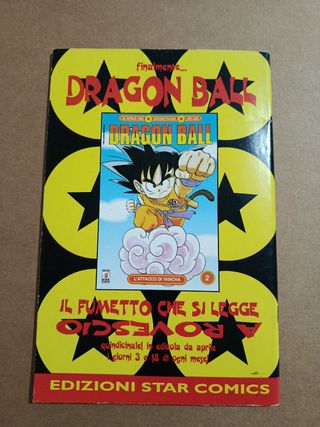 finalmente...
DRAGON BALL
DRAGON BALL
L'ATTACCO DI YAMCHA
2
IL FUMETTO CHE SI LEGGE
A ROVESCIO
quindicinale! in edicola da aprile
i giorni 3 e 18 di ogni mese!
EDIZIONI STAR COMICS